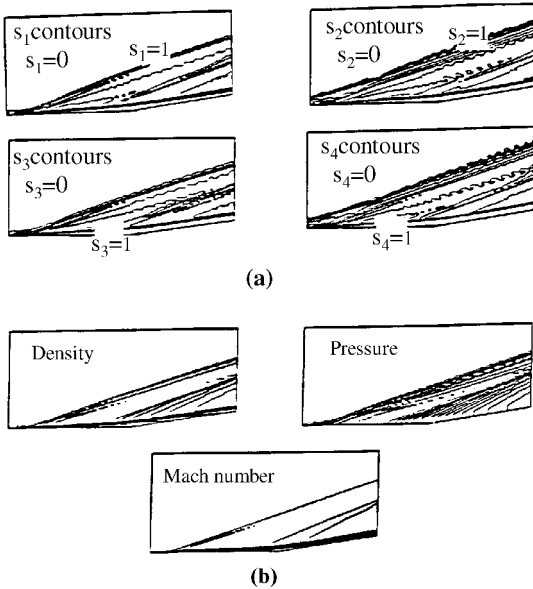 s₁contours
s₁=0
s₁=1
s₂contours
s₂=0
s₂=1
s₃contours
s₃=0
s₃=1
s₄contours
s₄=0
s₄=1
(a)
Density
Pressure
Mach number
(b)